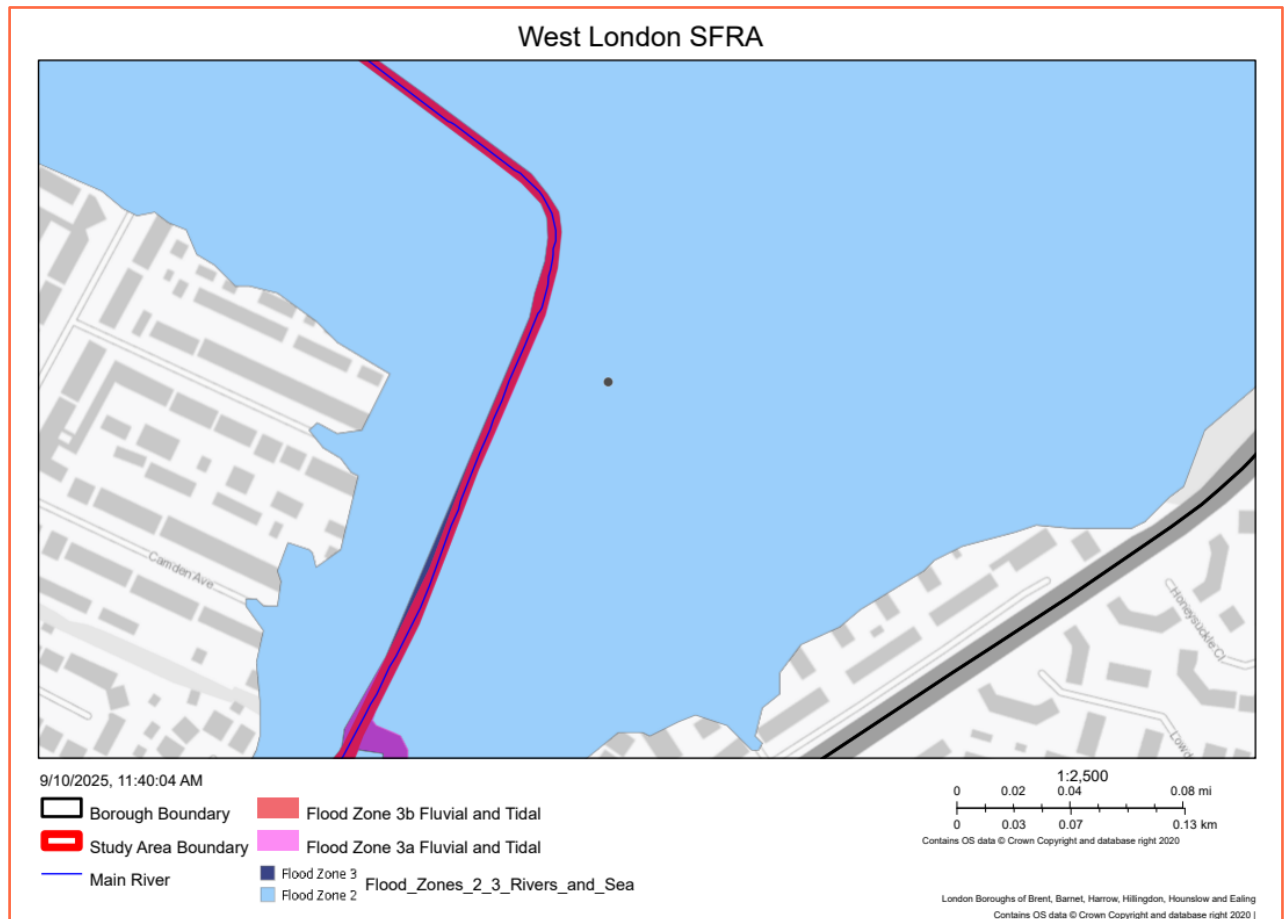 West London SFRA
Camden Ave
Honeysuckle Cl
9/10/2025, 11:40:04 AM
Borough Boundary
Study Area Boundary
Main River
Flood Zone 3b Fluvial and Tidal
Flood Zone 3a Fluvial and Tidal
Flood Zone 3
Flood Zone 2
Flood_Zones_2_3_Rivers_and_Sea
1:2,500
0 0.02 0.04 0.08 mi
0 0.03 0.07 0.13 km
Contains OS data © Crown Copyright and database right 2020
London Boroughs of Brent, Barnet, Harrow, Hillingdon, Hounslow and Ealing
Contains OS data © Crown Copyright and database right 2020 |